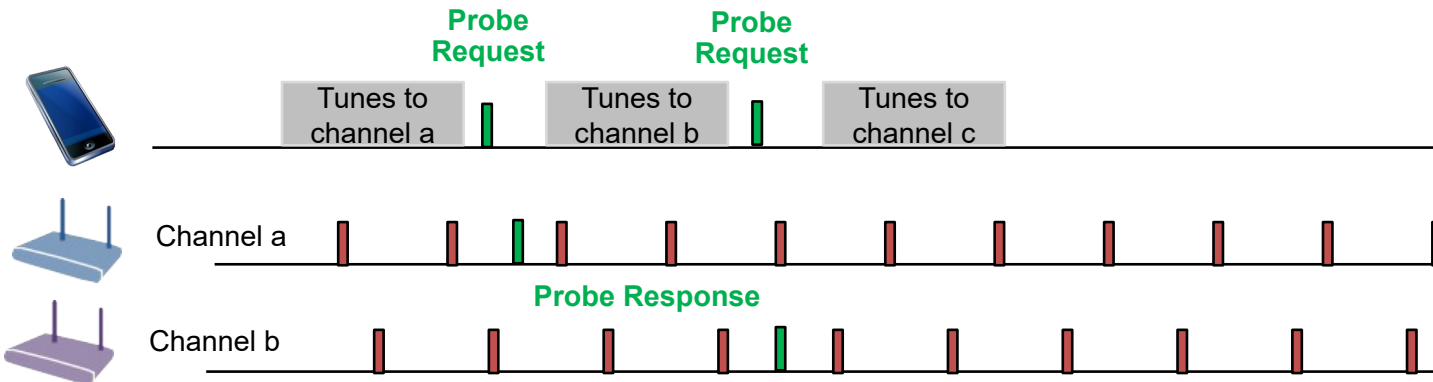 Probe
Request
Probe
Request
Tunes to
channel a
Tunes to
channel b
Tunes to
channel c
Channel a
Probe Response
Channel b